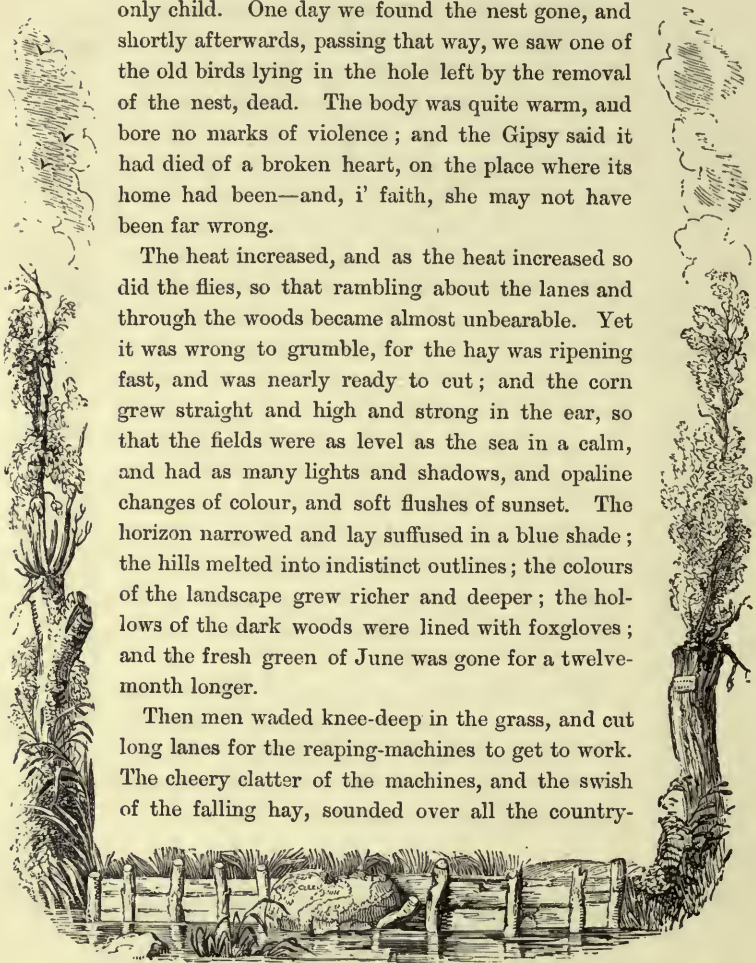 only child. One day we found the nest gone, and
shortly afterwards, passing that way, we saw one of
the old birds lying in the hole left by the removal
of the nest, dead. The body was quite warm, and
bore no marks of violence ; and the Gipsy said it
had died of a broken heart, on the place where its
home had been—and, i' faith, she may not have
been far wrong.
The heat increased, and as the heat increased so
did the flies, so that rambling about the lanes and
through the woods became almost unbearable. Yet
it was wrong to grumble, for the hay was ripening
fast, and was nearly ready to cut ; and the corn
grew straight and high and strong in the ear, so
that the fields were as level as the sea in a calm,
and had as many lights and shadows, and opaline
changes of colour, and soft flushes of sunset. The
horizon narrowed and lay suffused in a blue shade ;
the hills melted into indistinct outlines ; the colours
of the landscape grew richer and deeper ; the hol-
lows of the dark woods were lined with foxgloves ;
and the fresh green of June was gone for a twelve-
month longer.
Then men waded knee-deep in the grass, and cut
long lanes for the reaping-machines to get to work.
The cheery clatter of the machines, and the swish
of the falling hay, sounded over all the country-